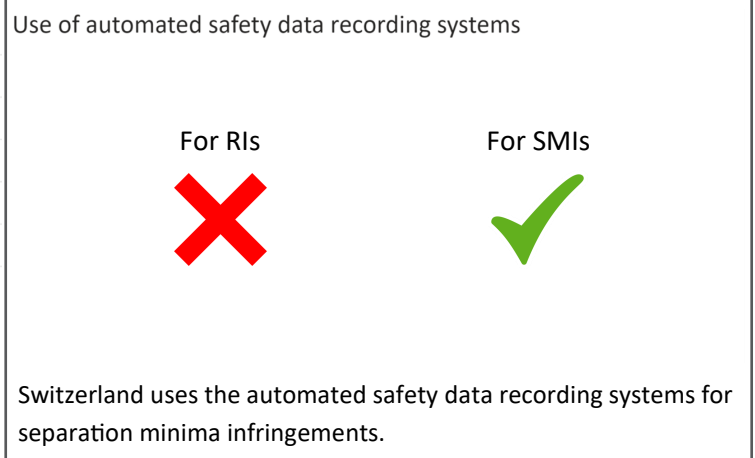 Use of automated safety data recording systems
For RIs
For SMIs
Switzerland uses the automated safety data recording systems for
separation minima infringements.